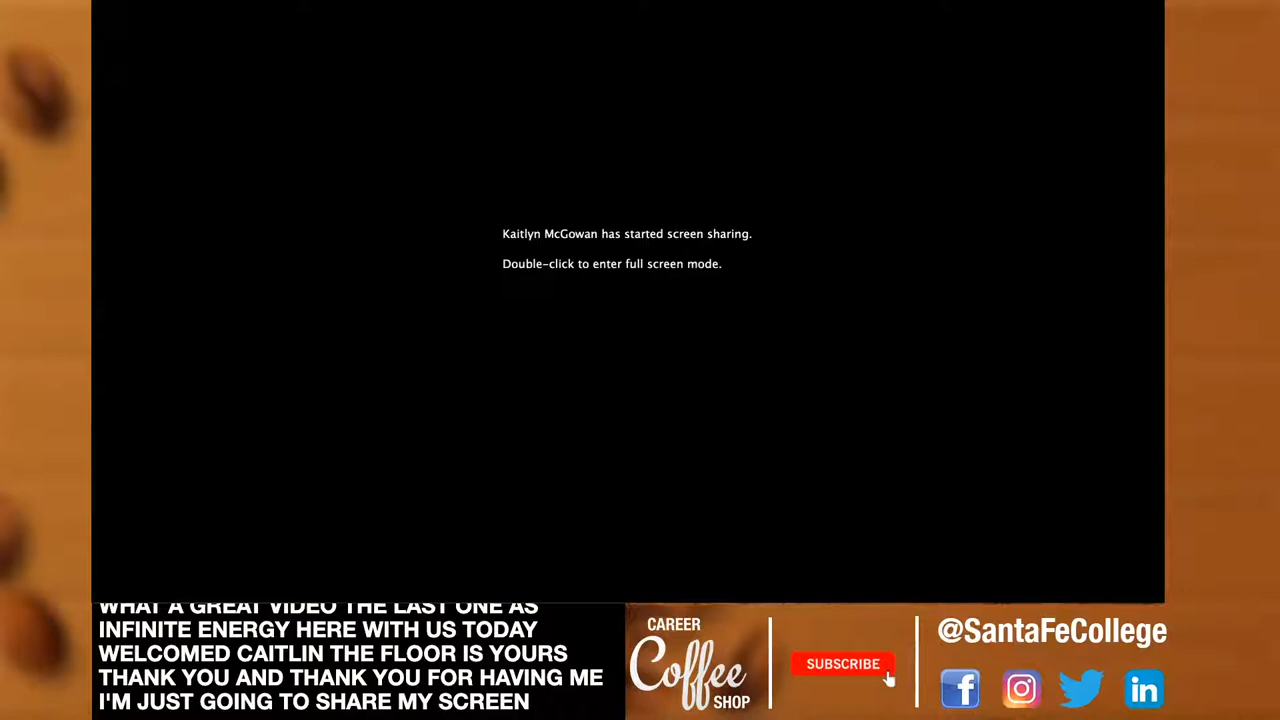 Kaitlyn McGowan has started screen sharing.
Double-click to enter full screen mode.
WHAT A GREAT VIDEO THE LAST ONE AS
INFINITE ENERGY HERE WITH US TODAY
WELCOMED CAITLIN THE FLOOR IS YOURS
THANK YOU AND THANK YOU FOR HAVING ME
I'M JUST GOING TO SHARE MY SCREEN
CAREER
Coffee
SHOP
SUBSCRIBE
@SantaFeCollege
f
in